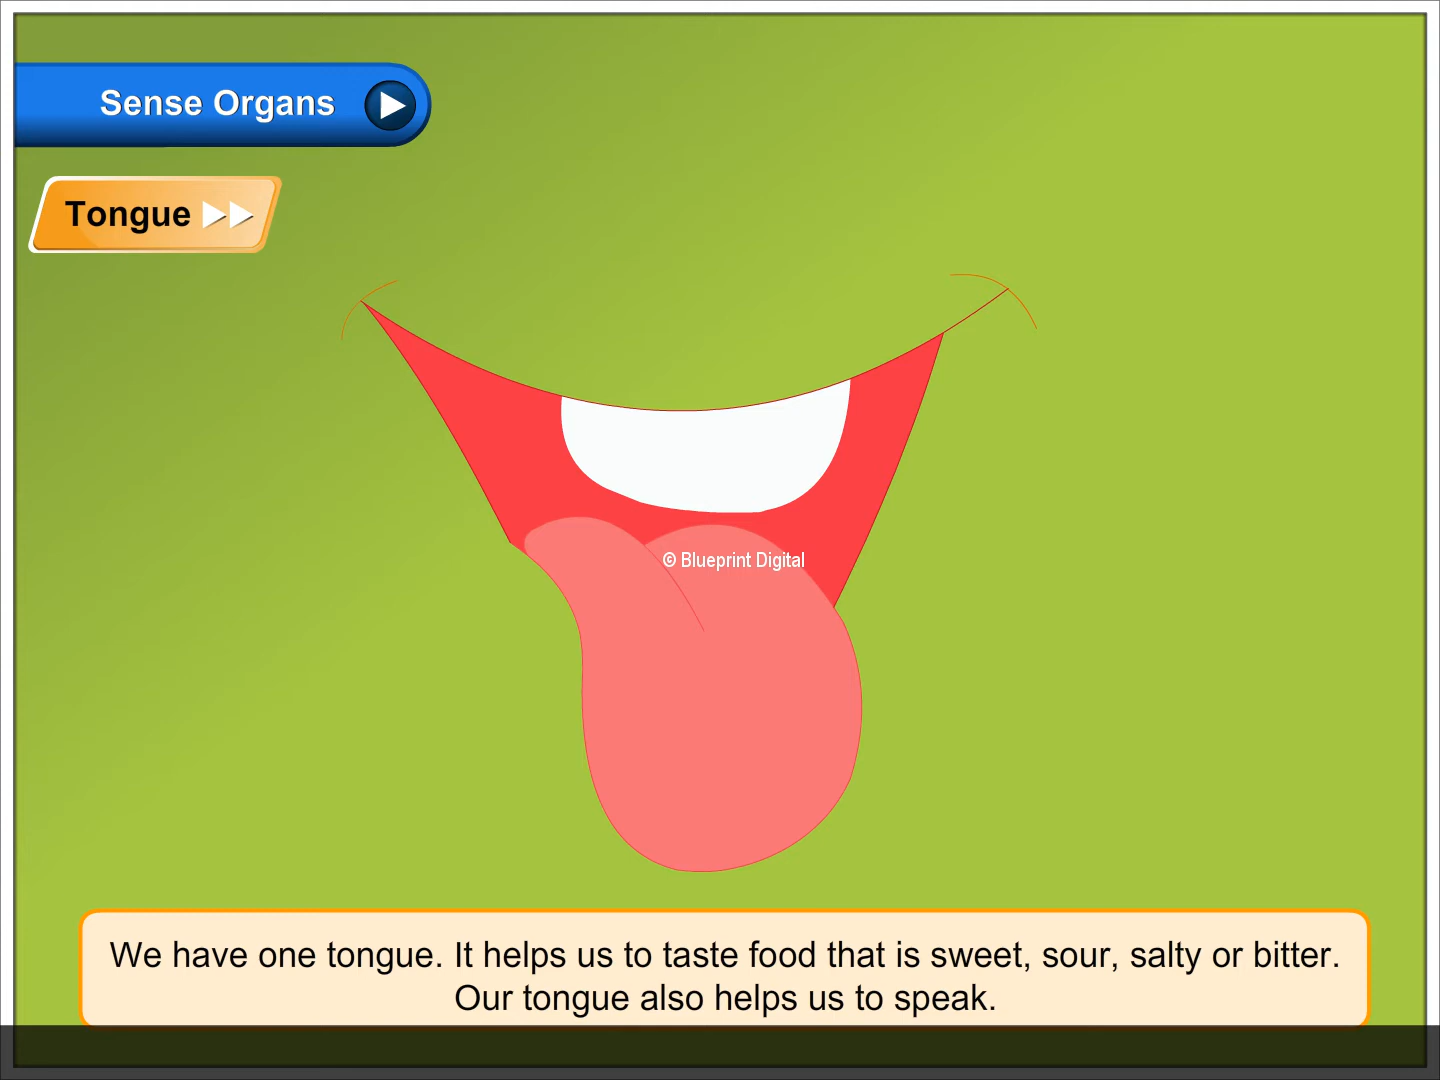 Sense Organs
Tongue
© Blueprint Digital
We have one tongue. It helps us to taste food that is sweet, sour, salty or bitter.
Our tongue also helps us to speak.